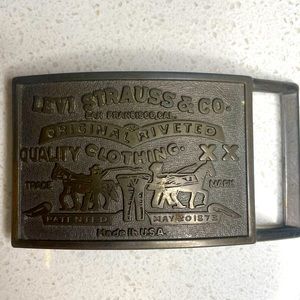 LEVI STRAUSS & CO.
SAN FRANCISCO, CAL.
ORIGINAL RIVETED
QUALITY CLOTHING. XX
TRADE MARK
PATENTED MAY 20 1873
Made In U.S.A.